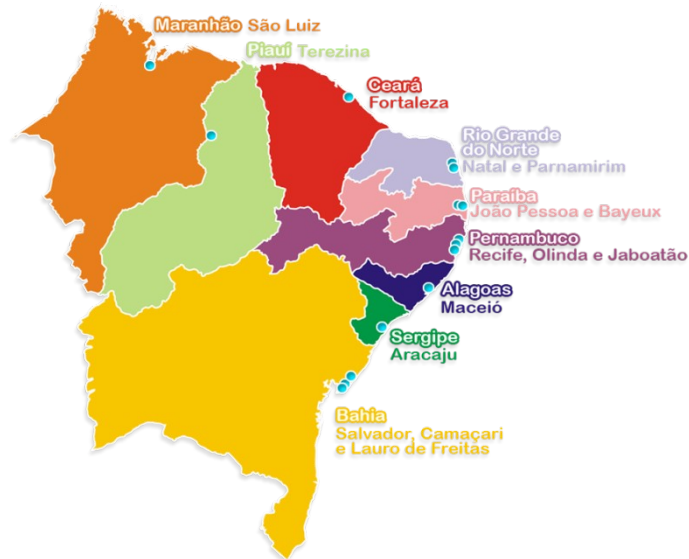 Maranhão São Luiz
Piauí Terezina
Ceará
Fortaleza
Rio Grande
do Norte
Natal e Parnamirim
Paraíba
João Pessoa e Bayeux
Pernambuco
Recife, Olinda e Jaboatão
Alagoas
Maceió
Sergipe
Aracaju
Bahia
Salvador, Camaçari
e Lauro de Freitas